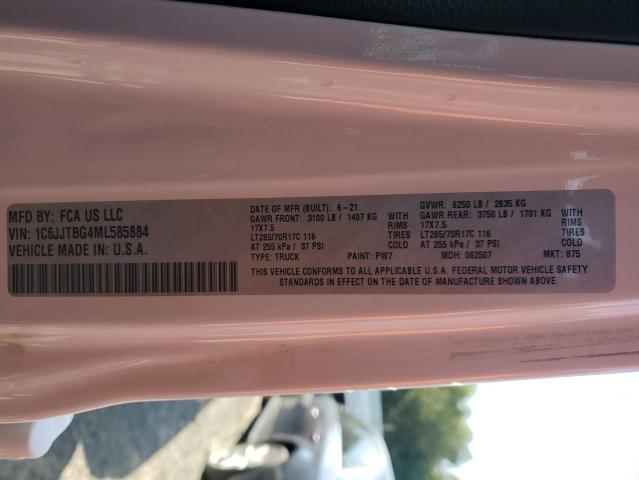 MFD BY: FCA US LLC
VIN: 1C6JJTBG4ML585884
VEHICLE MADE IN: U.S.A.
DATE OF MFR (BUILT): 6-21 GVWR: 6250 LB / 2835 KG
GAWR FRONT: 3100 LB / 1407 KG WITH GAWR REAR: 3750 LB / 1701 KG WITH
17X7.5 RIMS 17X7.5 RIMS
LT285/70R17C 116 TIRES LT285/70R17C 116 TIRES
AT 255 kPa / 37 PSI COLD AT 255 kPa / 37 PSI COLD
TYPE: TRUCK PAINT: PW7 MDH: 062507 MKT: 875
THIS VEHICLE CONFORMS TO ALL APPLICABLE U.S.A. FEDERAL MOTOR VEHICLE SAFETY
STANDARDS IN EFFECT ON THE DATE OF MANUFACTURE SHOWN ABOVE.